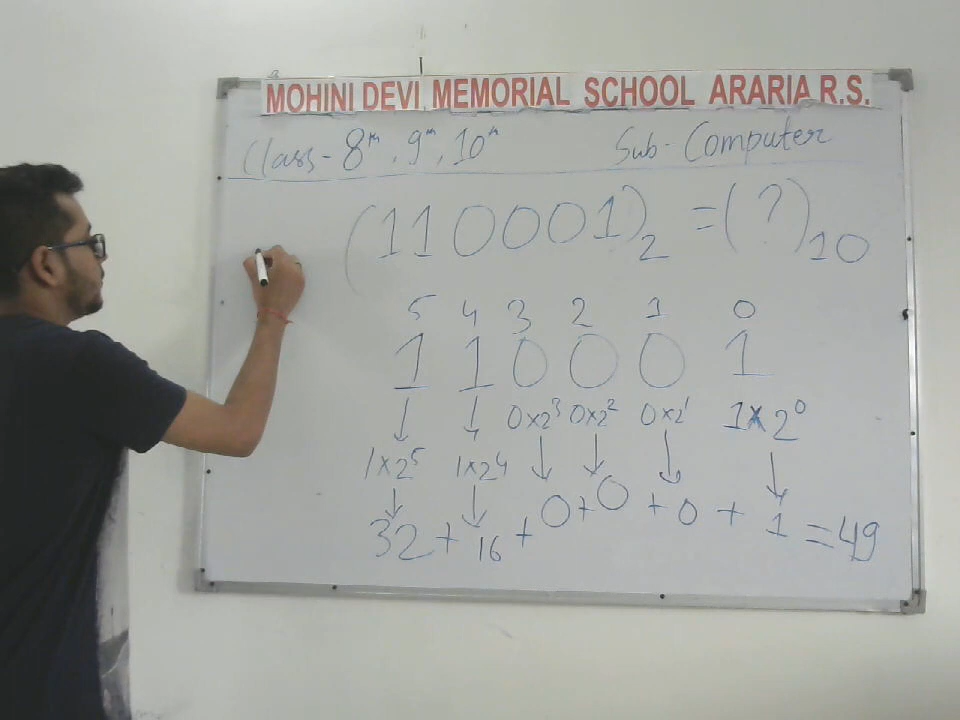 MOHINI DEVI MEMORIAL SCHOOL ARARIA R.S.
Class - 8th, 9th, 10th Sub - Computer
(110001)₂ = (?)₁₀
5 4 3 2 1 0
1 1 0 0 0 1
0×2³ 0×2² 0×2¹ 1×2⁰
1×2⁵ 1×2⁴
32 + 16 + 0 + 0 + 0 + 1 = 49